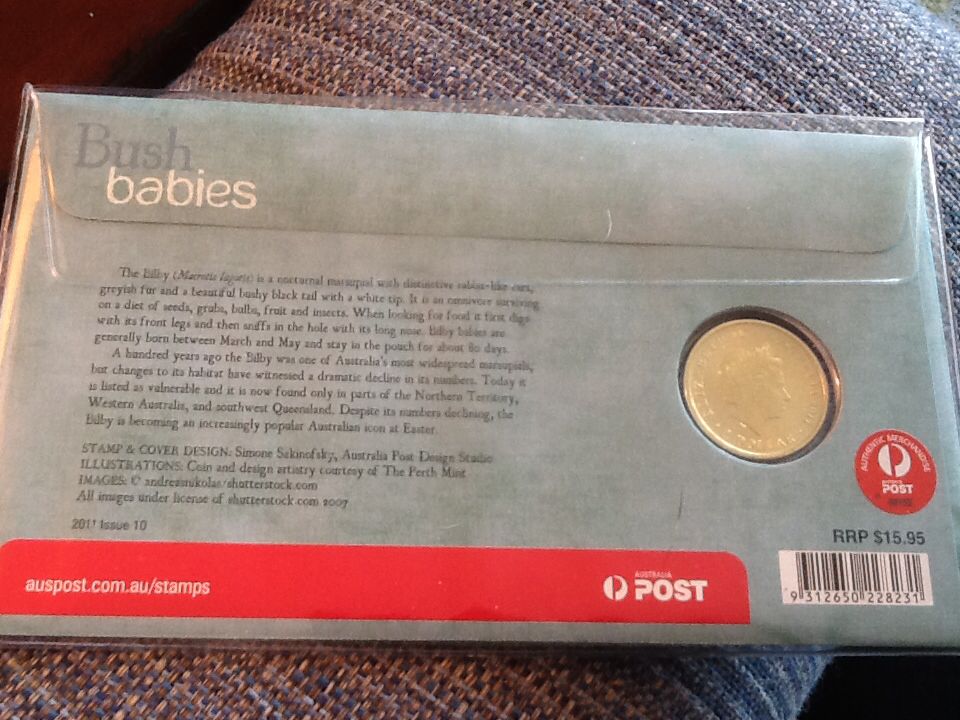 Bush
babies
The Bilby (Macrotis lagotis) is a nocturnal marsupial with distinctive rabbit-like ears,
greyish fur and a beautiful bushy black tail with a white tip. It is an omnivore surviving
on a diet of seeds, grubs, bulbs, fruit and insects. When looking for food it first digs
with its front legs and then sniffs in the hole with its long nose. Bilby babies are
generally born between March and May and stay in the pouch for about 80 days.
A hundred years ago the Bilby was one of Australia's most widespread marsupials,
but changes to its habitat have witnessed a dramatic decline in its numbers. Today it
is listed as vulnerable and it is now found only in parts of the Northern Territory,
Western Australia, and southwest Queensland. Despite its numbers declining, the
Bilby is becoming an increasingly popular Australian icon at Easter.
STAMP & COVER DESIGN: Simone Sakinofsky, Australia Post Design Studio
ILLUSTRATIONS: Coin and design artistry courtesy of The Perth Mint
IMAGES: © andreasnikolas/shutterstock.com
All images under license of shutterstock.com 2007
2011 Issue 10
DOLLAR
AUTHENTIC MERCHANDISE
POST
RRP $15.95
9 312650 228231
auspost.com.au/stamps
AUSTRALIA
POST